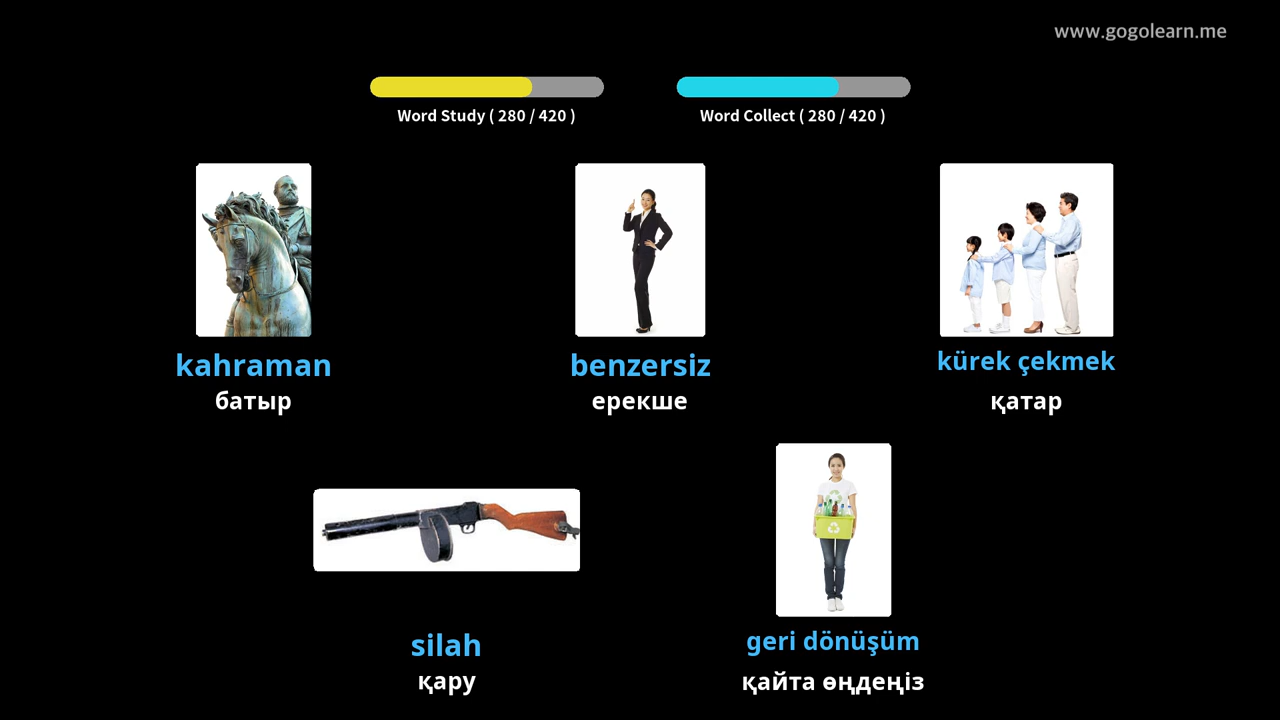 www.gogolearn.me
Word Study ( 280 / 420 )
Word Collect ( 280 / 420 )
kahraman
батыр
benzersiz
ерекше
kürek çekmek
қатар
silah
қару
geri dönüşüm
қайта өңдеңіз